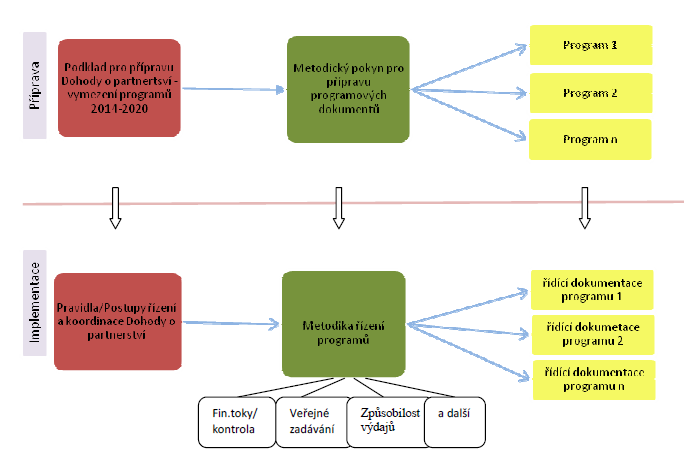 Příprava
Podklad pro přípravu
Dohody o partnertsví -
vymezení programů
2014-2020
Metodický pokyn pro
přípravu
programových
dokumentů
Program 1
Program 2
Program n
Implementace
Pravidla/Postupy řízení
a koordinace Dohody o
partnerství
Metodika řízení
programů
řídící dokumentace
programu 1
řídící dokumetace
programu 2
řídící dokumentace
programu n
Fin.toky/
kontrola
Veřejné
zadávání
Způsobilost
výdajů
a další